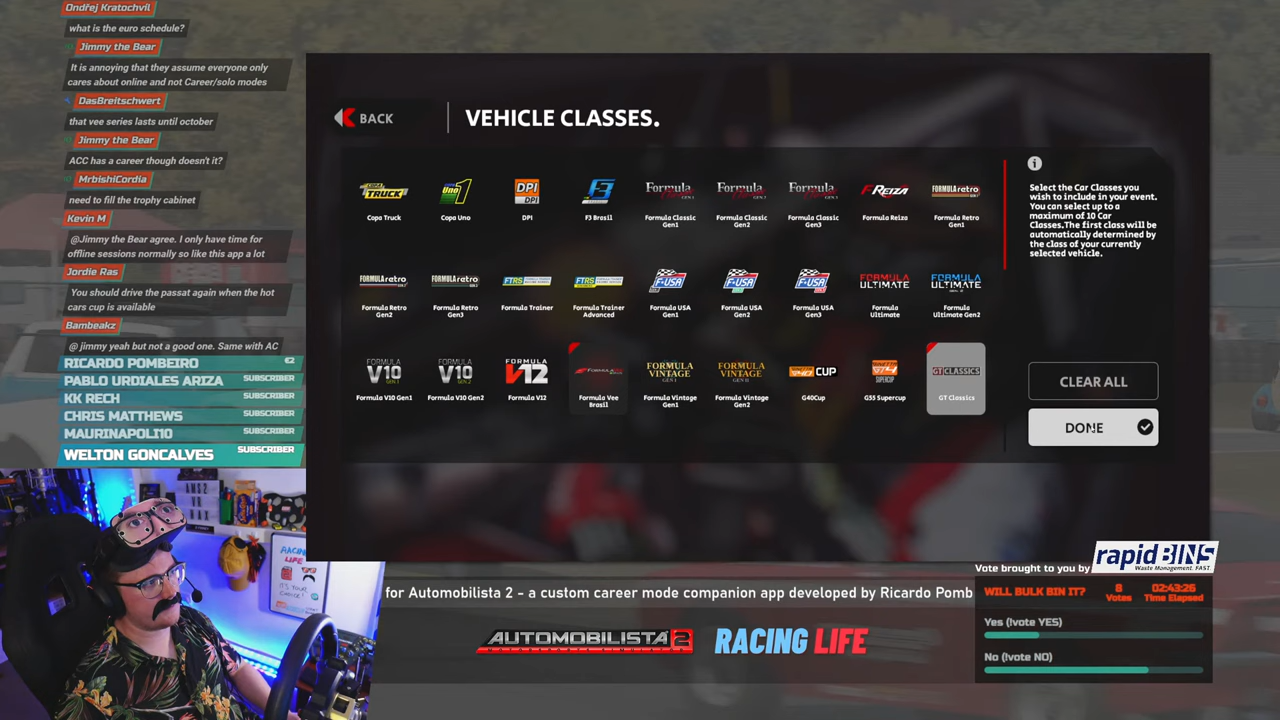 Ondřej Kratochvil
what is the euro schedule?
Jimmy the Bear
It is annoying that they assume everyone only
cares about online and not Career/solo modes
DasBreitschwert
that vee series lasts until october
Jimmy the Bear
ACC has a career though doesn't it?
MrbishiCordia
need to fill the trophy cabinet
Kevin M
@Jimmy the Bear agree. I only have time for
offline sessions normally so like this app a lot
Jordie Ras
You should drive the passat again when the hot
cars cup is available
Bambeakz
@ jimmy yeah but not a good one. Same with AC
RICARDO POMBEIRO €2
PABLO URDIALES ARIZA SUBSCRIBER
KK RECH SUBSCRIBER
CHRIS MATTHEWS SUBSCRIBER
MAURINAPOLI10 SUBSCRIBER
WELTON GONCALVES SUBSCRIBER
BACK
VEHICLE CLASSES.
Copa Truck
Copa Uno
DPI
F3 Brasil
Formula Classic Gen1
Formula Classic Gen2
Formula Classic Gen3
Formula Reiza
Formula Retro Gen1
Formula Retro Gen2
Formula Retro Gen3
Formula Trainer
Formula Trainer Advanced
Formula USA Gen1
Formula USA Gen2
Formula USA Gen3
Formula Ultimate
Formula Ultimate Gen2
Formula V10 Gen1
Formula V10 Gen2
Formula V12
Formula Vee Brasil
Formula Vintage Gen1
Formula Vintage Gen2
G40Cup
G55 Supercup
GT Classics
Select the Car Classes you
wish to include in your event.
You can select up to a
maximum of 10 Car
Classes.The first class will be
automatically determined by
the class of your currently
selected vehicle.
CLEAR ALL
DONE
Vote brought to you by
rapid BINS
Waste Management. FAST.
WILL BULK BIN IT?
8 Votes
02:43:26 Time Elapsed
Yes (!vote YES)
No (!vote NO)
for Automobilista 2 - a custom career mode companion app developed by Ricardo Pomb
AUTOMOBILISTA 2
RACING LIFE